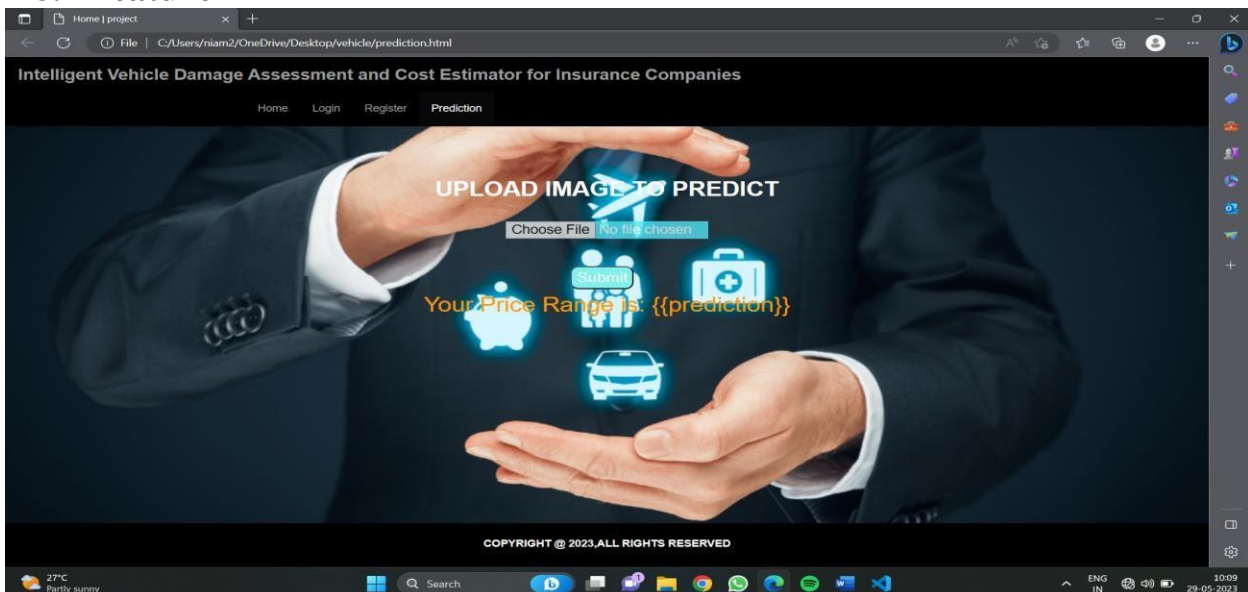 Home | project
File | C:/Users/niam2/OneDrive/Desktop/vehicle/prediction.html
Intelligent Vehicle Damage Assessment and Cost Estimator for Insurance Companies
Home Login Register Prediction
UPLOAD IMAGE TO PREDICT
Choose File No file chosen
Submit
Your Price Range is: {{prediction}}
COPYRIGHT @ 2023,ALL RIGHTS RESERVED
27°C
Partly sunny
Search
ENG
IN
10:09
29-05-2023